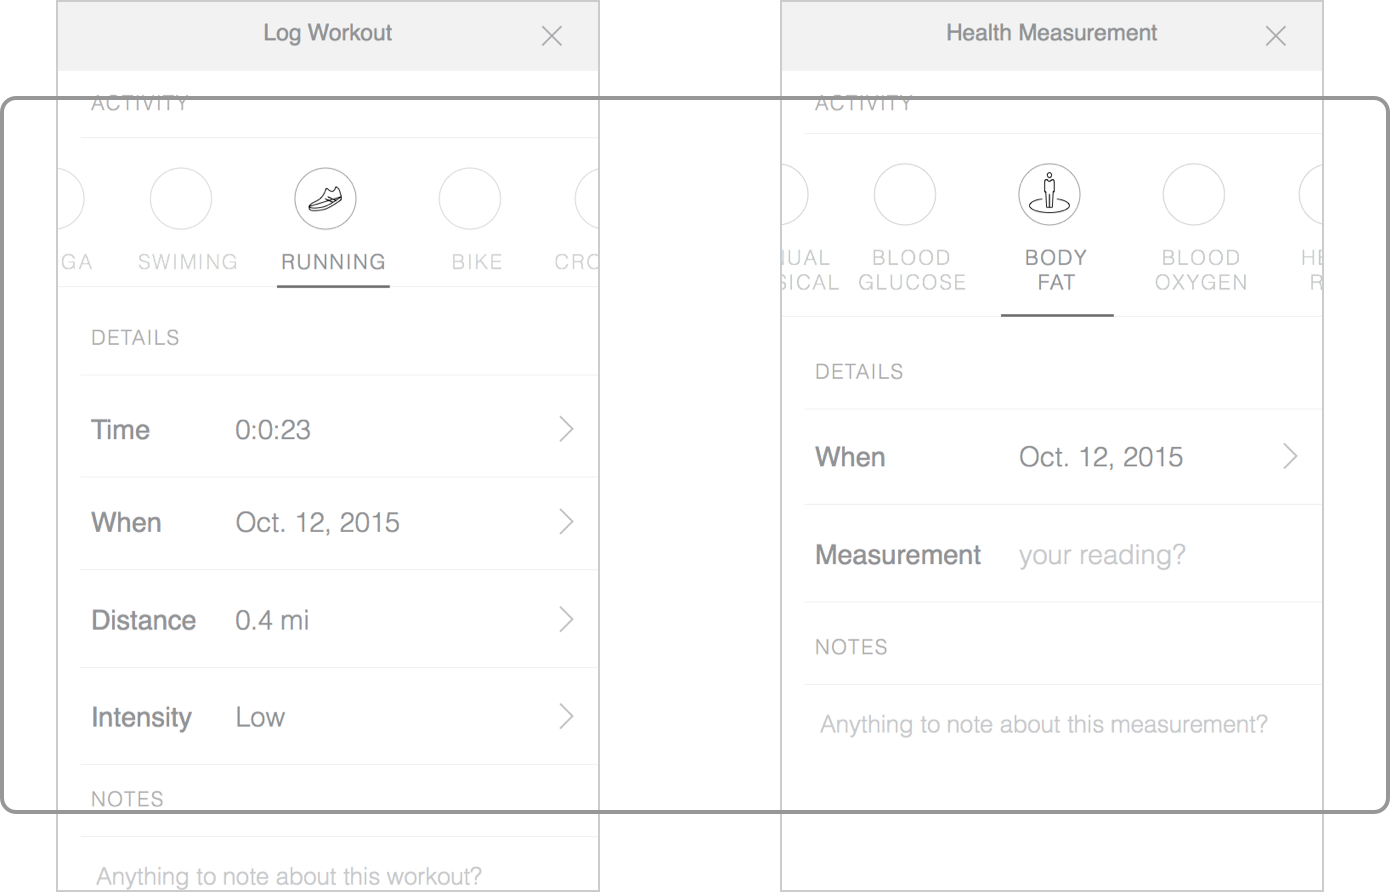 Log Workout
ACTIVITY
GA
SWIMING
RUNNING
BIKE
CRO
DETAILS
Time 0:0:23
When Oct. 12, 2015
Distance 0.4 mi
Intensity Low
NOTES
Anything to note about this workout?
Health Measurement
ACTIVITY
UAL
SICAL
BLOOD
GLUCOSE
BODY
FAT
BLOOD
OXYGEN
HE
R
DETAILS
When Oct. 12, 2015
Measurement your reading?
NOTES
Anything to note about this measurement?